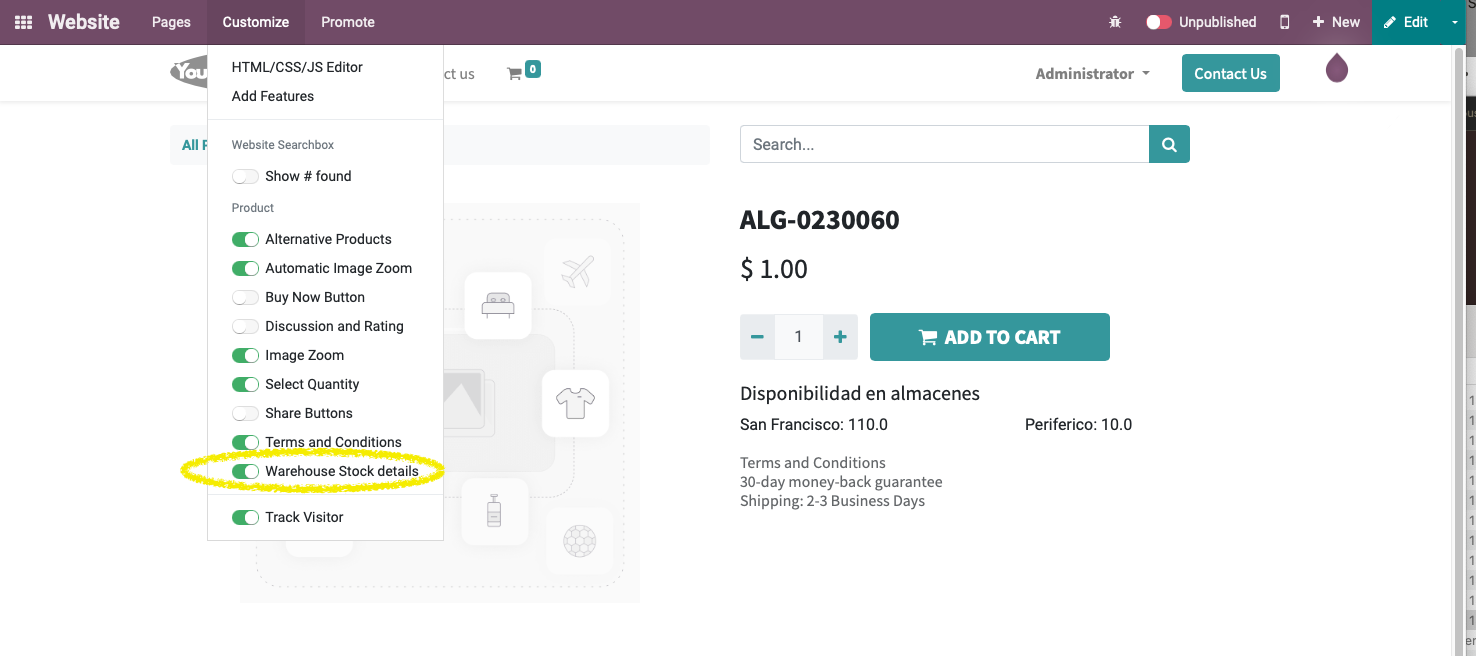 Website Pages Customize Promote Unpublished New Edit
You ct us 0 Administrator Contact Us
HTML/CSS/JS Editor
Add Features
All Search...
Website Searchbox
Show # found
Product
Alternative Products
Automatic Image Zoom
Buy Now Button
Discussion and Rating
Image Zoom
Select Quantity
Share Buttons
Terms and Conditions
Warehouse Stock details
Track Visitor
ALG-0230060
$ 1.00
1 ADD TO CART
Disponibilidad en almacenes
San Francisco: 110.0 Periferico: 10.0
Terms and Conditions
30-day money-back guarantee
Shipping: 2-3 Business Days